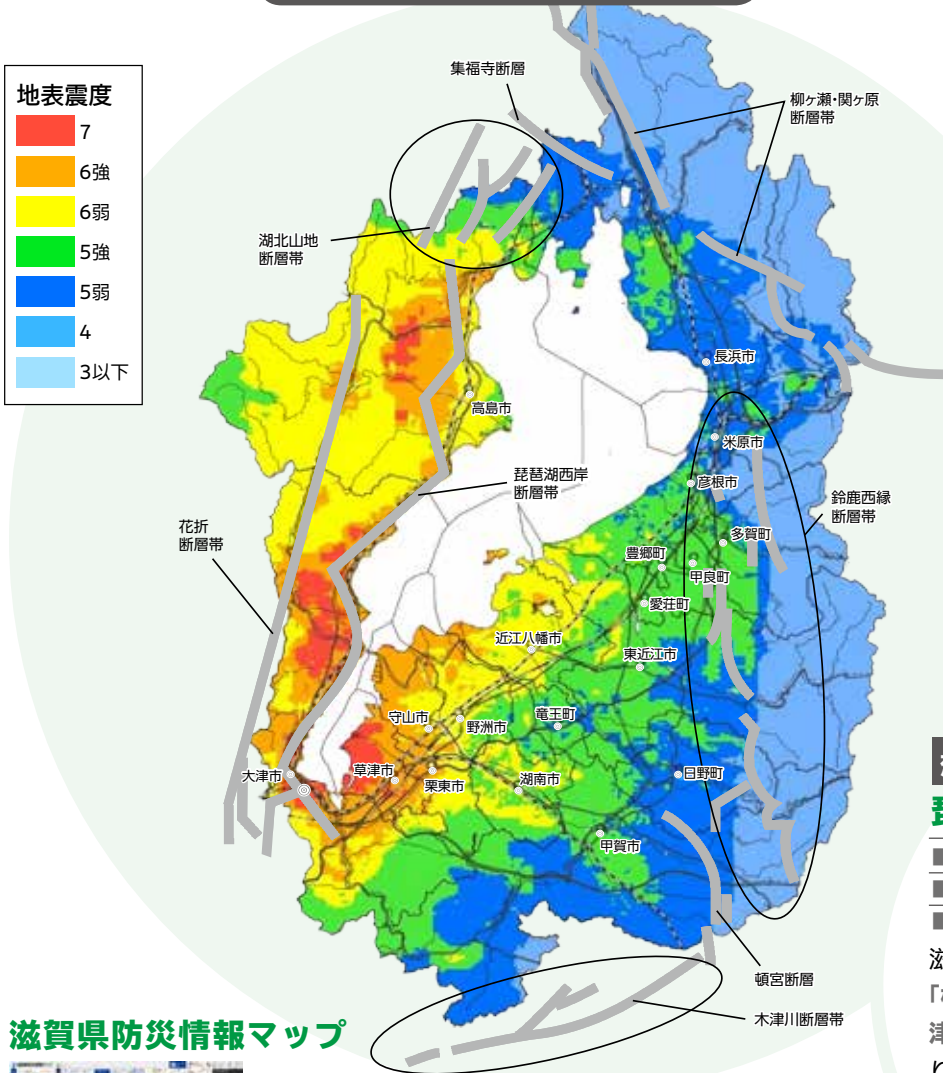 地表震度
7
6強
6弱
5強
5弱
4
3以下
集福寺断層
柳ヶ瀬・関ヶ原
断層帯
湖北山地
断層帯
長浜市
高島市
米原市
琵琶湖西岸
断層帯
彦根市
鈴鹿西縁
断層帯
花折
断層帯
多賀町
豊郷町
甲良町
愛荘町
近江八幡市
東近江市
守山市
野洲市
竜王町
大津市
草津市
栗東市
湖南市
日野町
甲賀市
頓宮断層
木津川断層帯
滋賀県防災情報マップ
滋
津